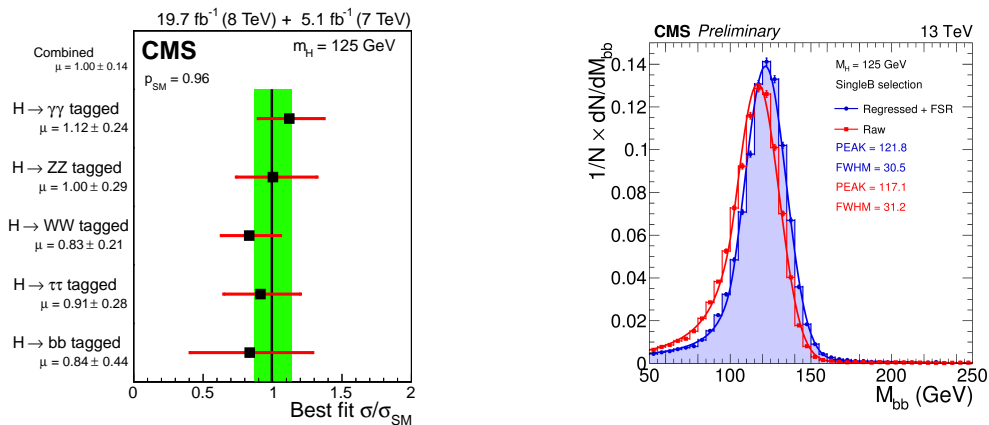 19.7 fb⁻¹ (8 TeV) + 5.1 fb⁻¹ (7 TeV)
CMS
m_H = 125 GeV
p_SM = 0.96
Combined
μ = 1.00 ± 0.14
H → γγ tagged
μ = 1.12 ± 0.24
H → ZZ tagged
μ = 1.00 ± 0.29
H → WW tagged
μ = 0.83 ± 0.21
H → ττ tagged
μ = 0.91 ± 0.28
H → bb tagged
μ = 0.84 ± 0.44
0 0.5 1 1.5 2
Best fit σ/σ_SM
CMS Preliminary 13 TeV
1/N × dN/dM_bb
M_H = 125 GeV
SingleB selection
Regressed + FSR
Raw
PEAK = 121.8
FWHM = 30.5
PEAK = 117.1
FWHM = 31.2
0.14
0.12
0.1
0.08
0.06
0.04
0.02
0
50 100 150 200 250
M_bb (GeV)